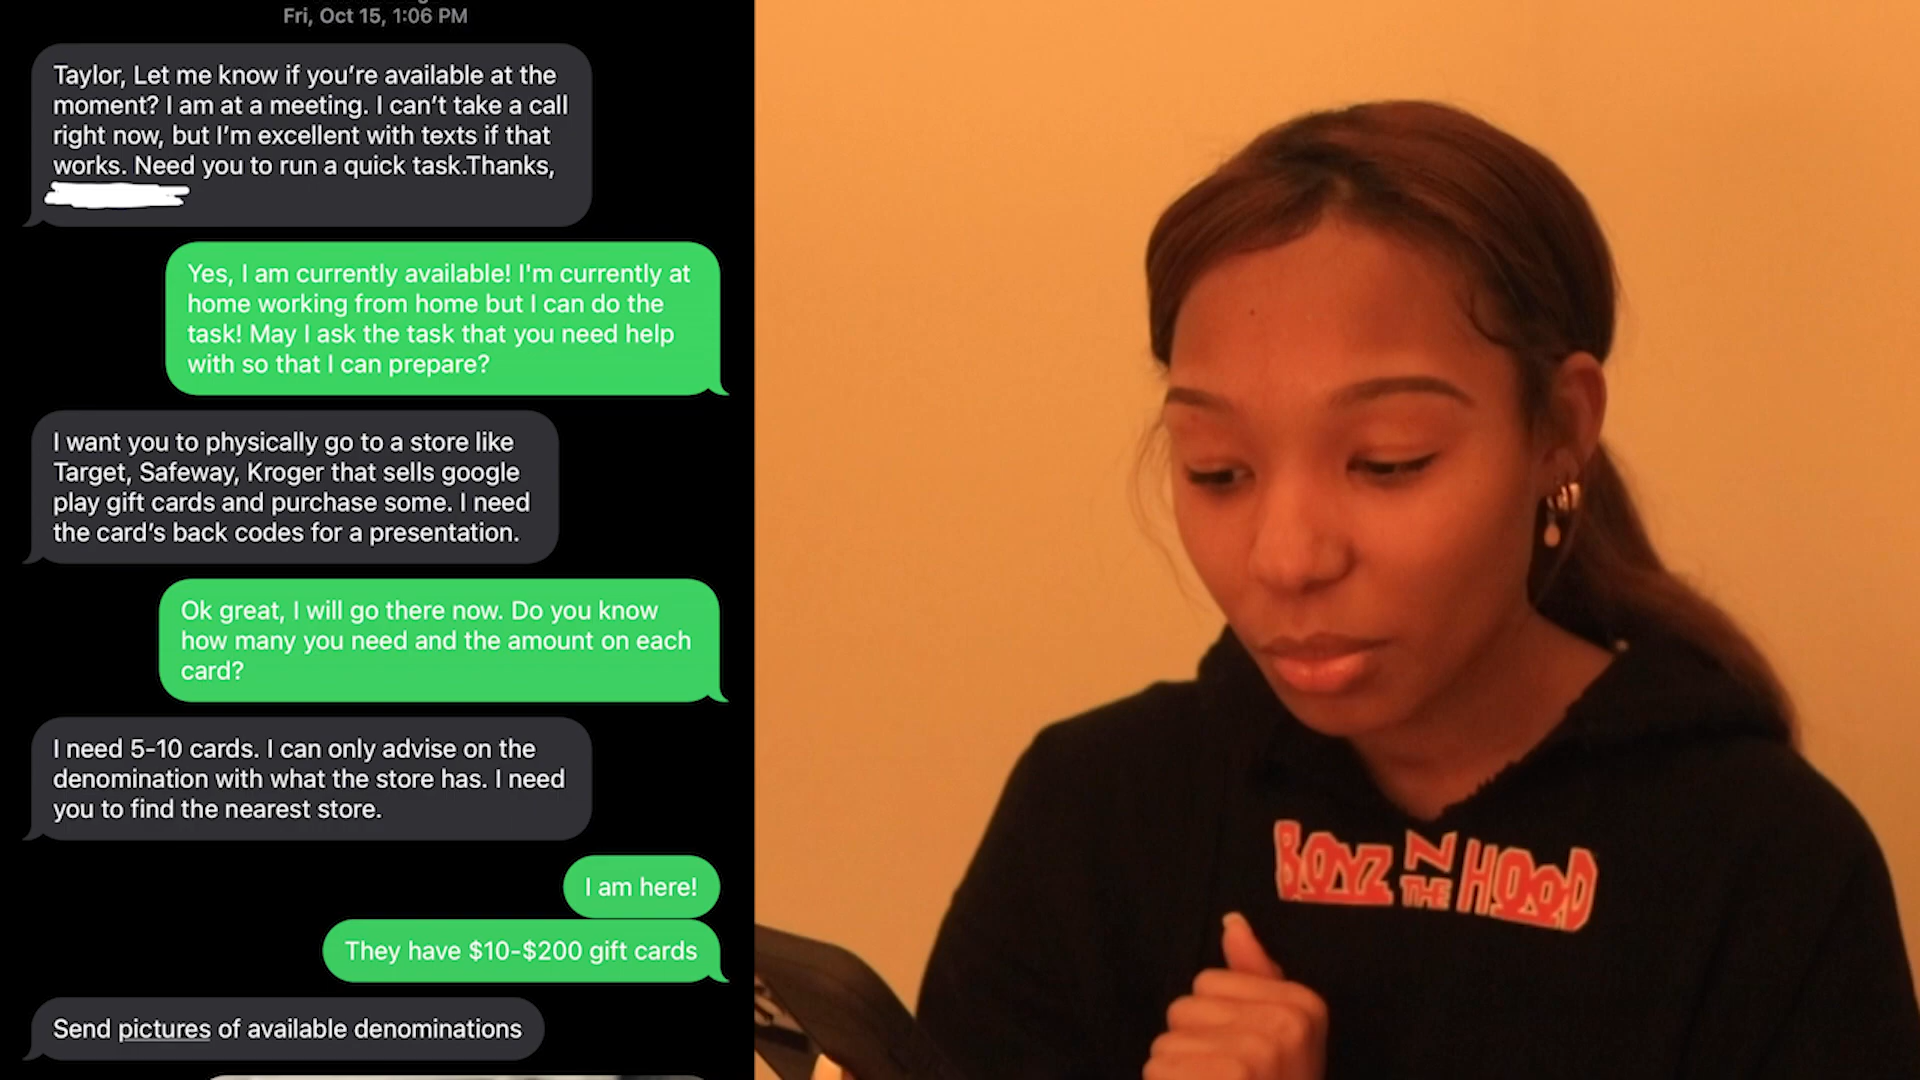 Fri, Oct 15, 1:06 PM
Taylor, Let me know if you’re available at the
moment? I am at a meeting. I can’t take a call
right now, but I’m excellent with texts if that
works. Need you to run a quick task.Thanks,
Yes, I am currently available! I'm currently at
home working from home but I can do the
task! May I ask the task that you need help
with so that I can prepare?
I want you to physically go to a store like
Target, Safeway, Kroger that sells google
play gift cards and purchase some. I need
the card’s back codes for a presentation.
Ok great, I will go there now. Do you know
how many you need and the amount on each
card?
I need 5-10 cards. I can only advise on the
denomination with what the store has. I need
you to find the nearest store.
I am here!
They have $10-$200 gift cards
Send pictures of available denominations
BOYZ N THE HOOD